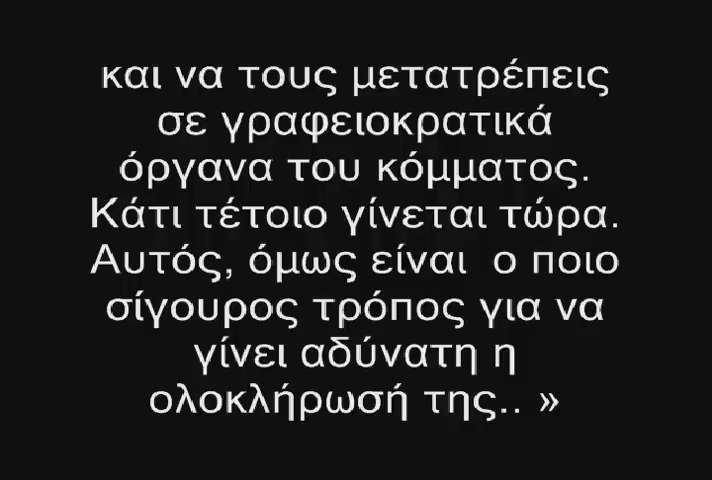 και να τους μετατρέπεις
σε γραφειοκρατικά
όργανα του κόμματος.
Κάτι τέτοιο γίνεται τώρα.
Αυτός, όμως είναι  ο ποιο
σίγουρος τρόπος για να
γίνει αδύνατη η
ολοκλήρωσή της.. »